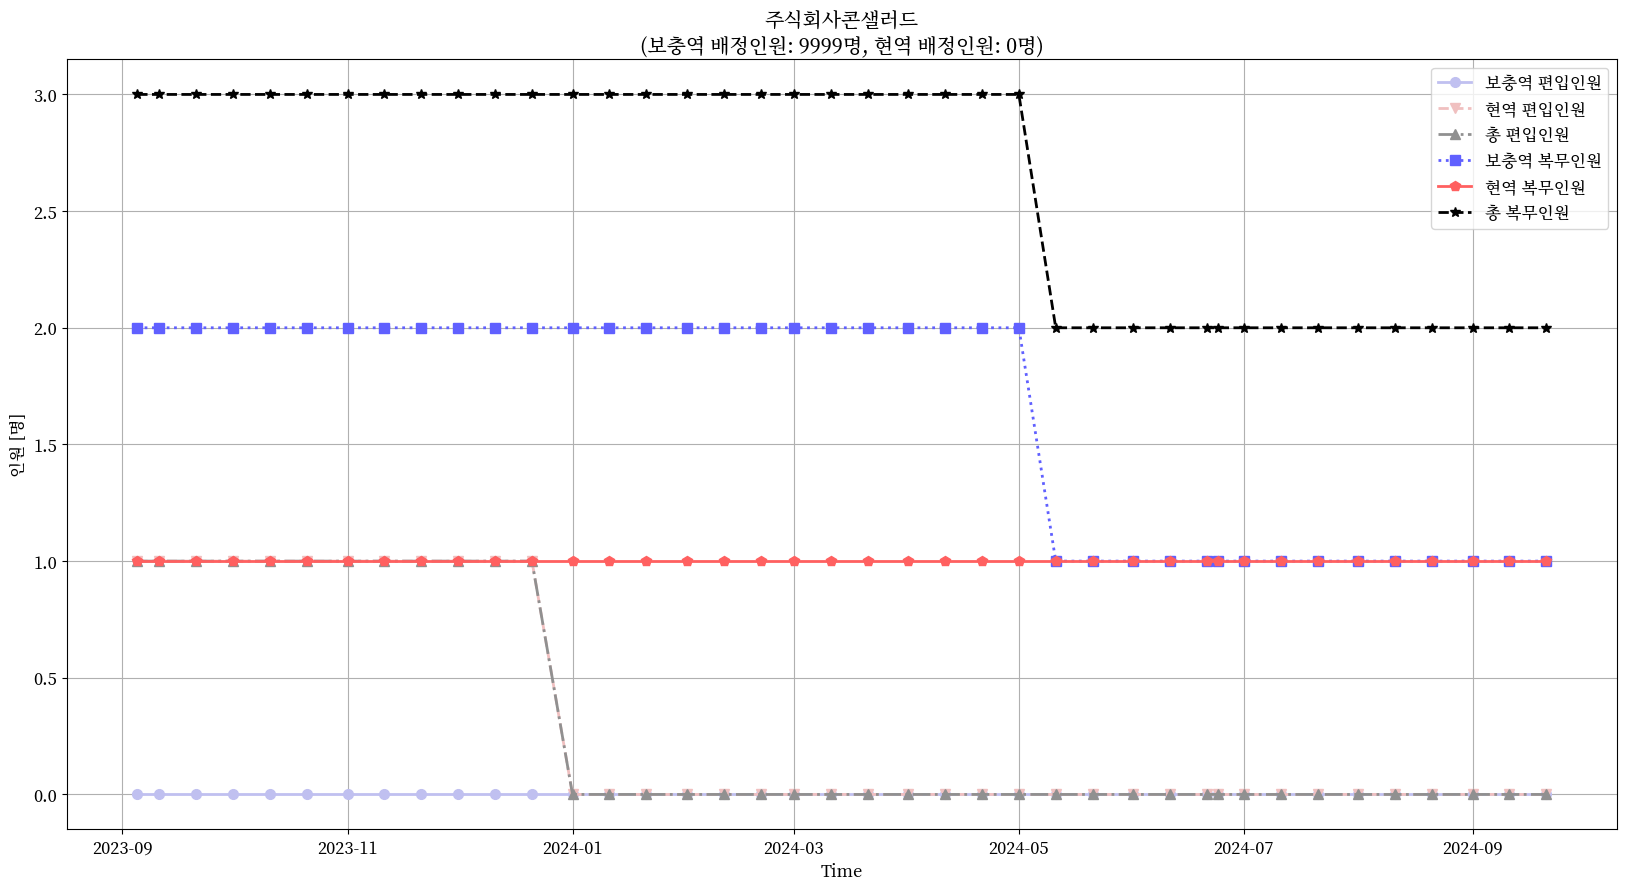 주식회사콘샐러드
(보충역 배정인원: 9999명, 현역 배정인원: 0명)
보충역 편입인원
현역 편입인원
총 편입인원
보충역 복무인원
현역 복무인원
총 복무인원
인원 [명]
3.0
2.5
2.0
1.5
1.0
0.5
0.0
2023-09
2023-11
2024-01
2024-03
2024-05
2024-07
2024-09
Time